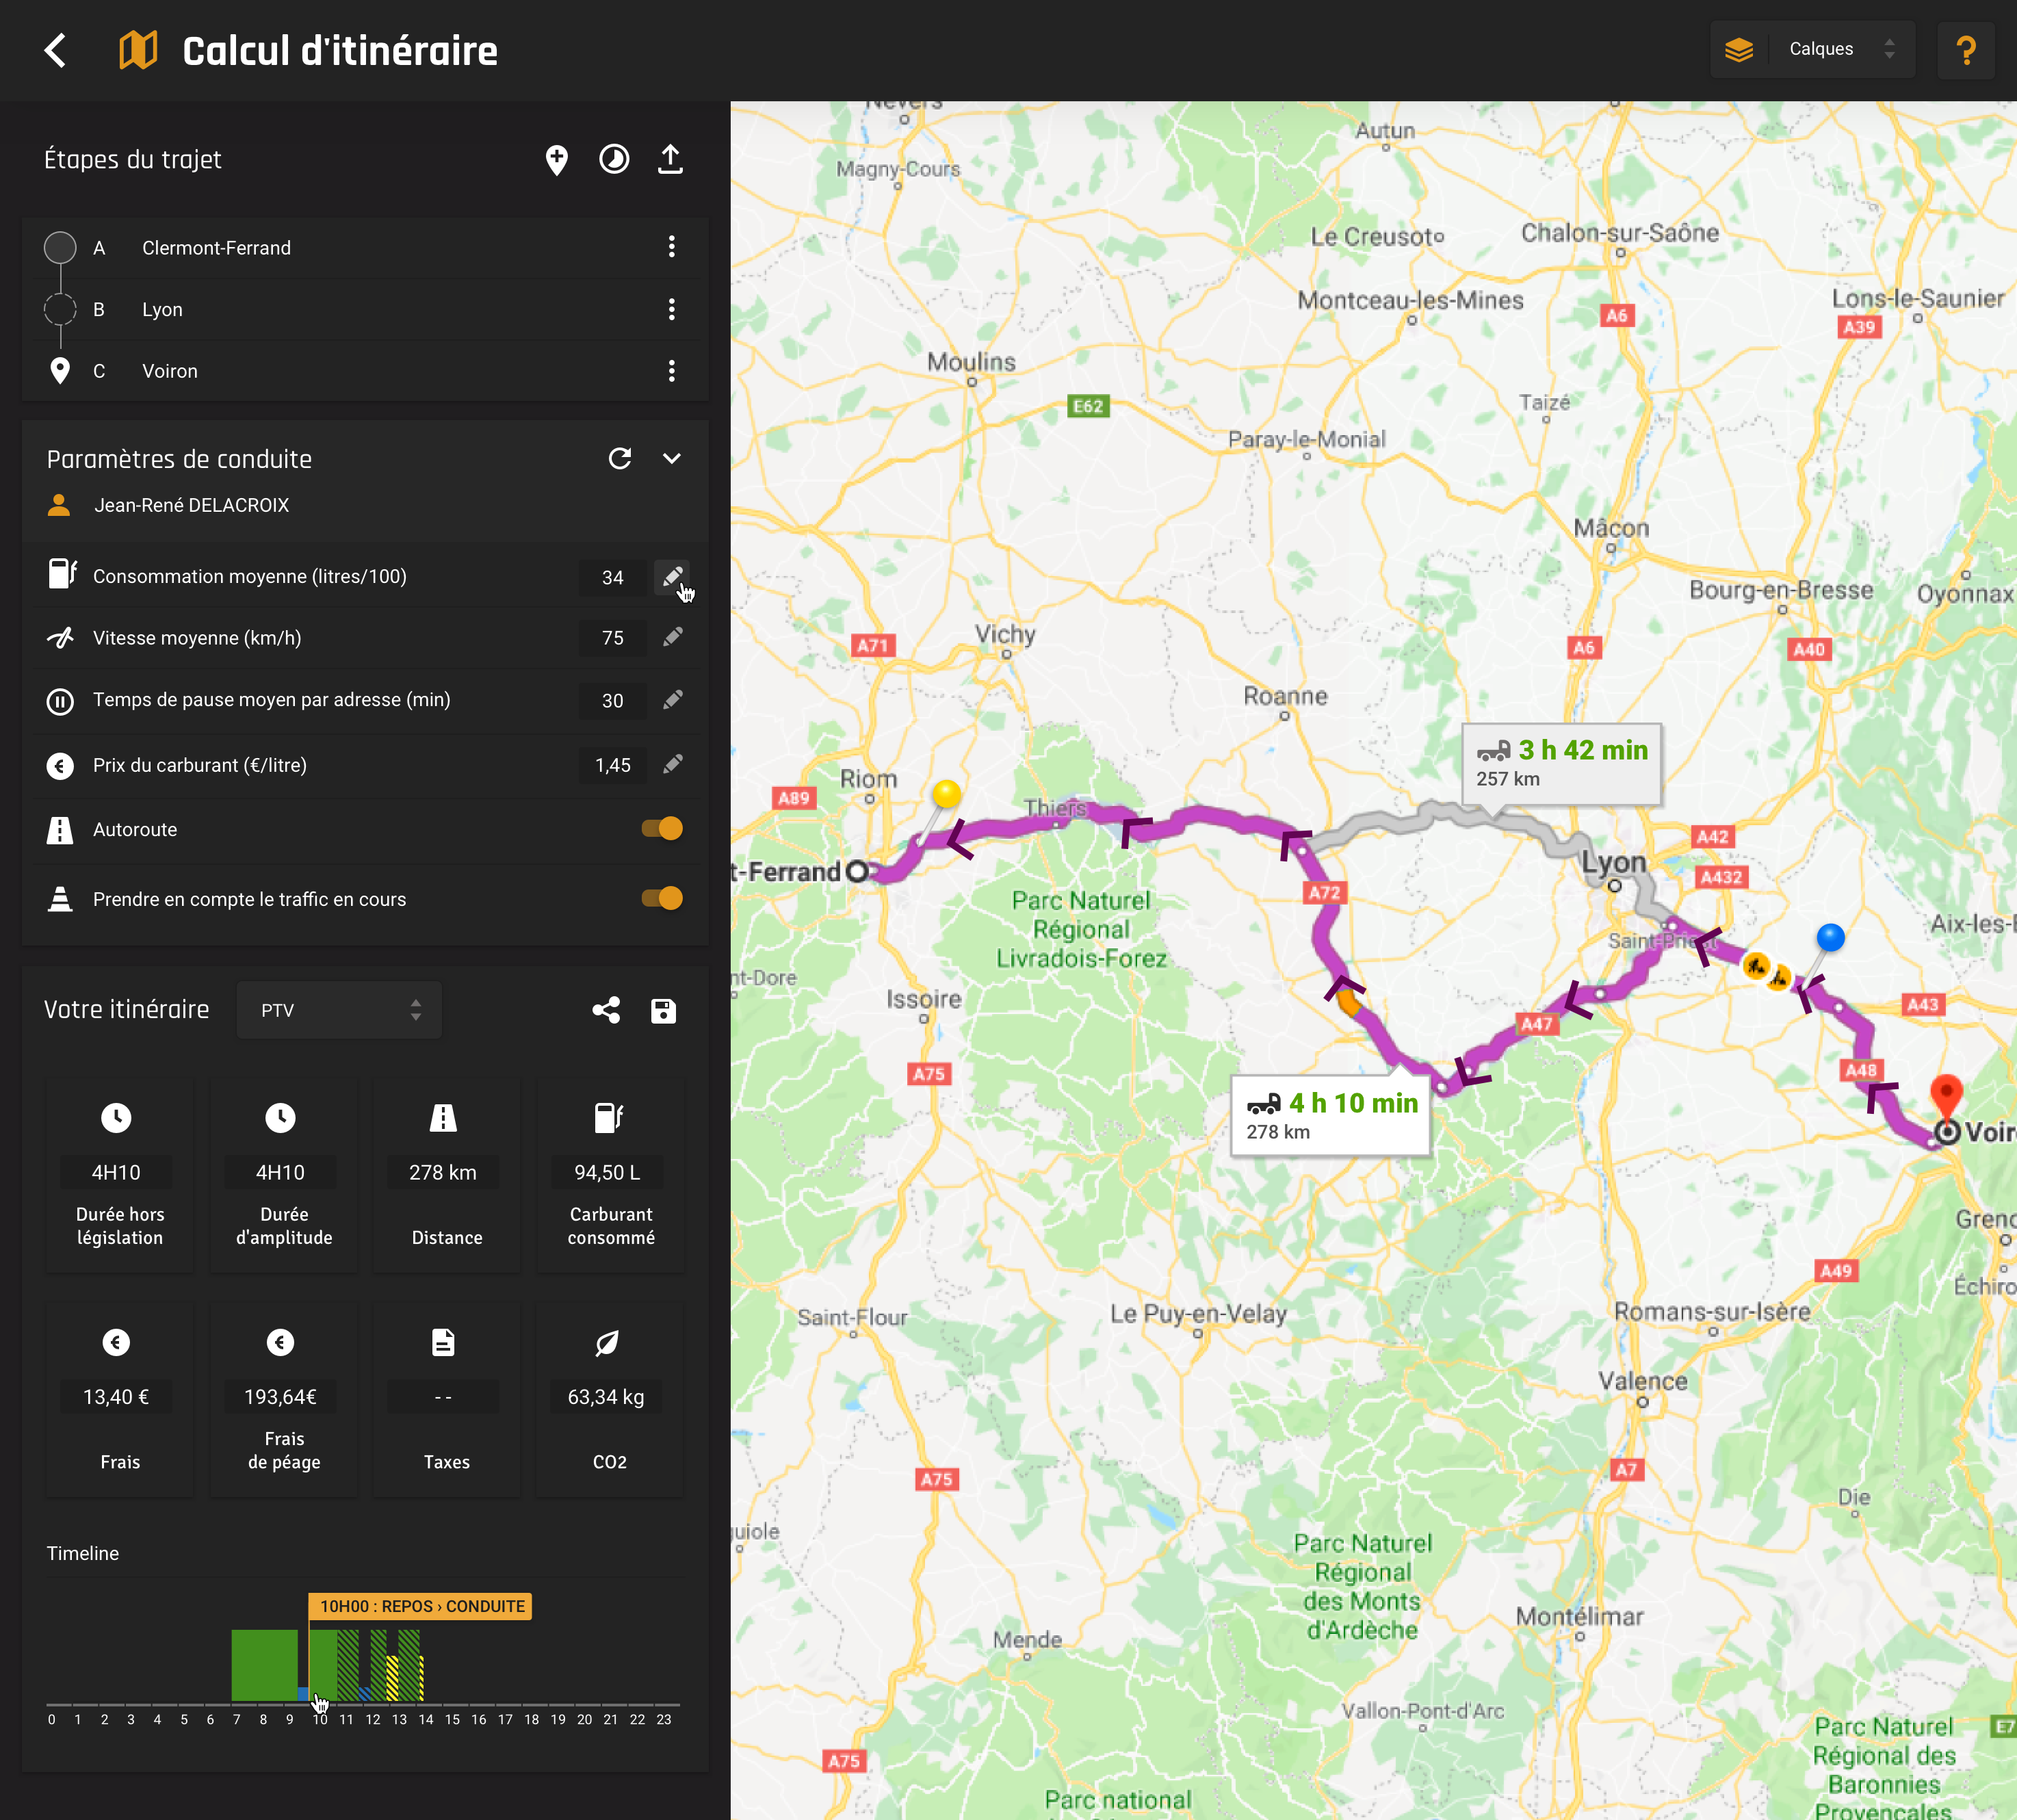 Calcul d'itinéraire
Calques
?
Étapes du trajet
A Clermont-Ferrand
B Lyon
C Voiron
Paramètres de conduite
Jean-René DELACROIX
Consommation moyenne (litres/100) 34
Vitesse moyenne (km/h) 75
Temps de pause moyen par adresse (min) 30
Prix du carburant (€/litre) 1,45
Autoroute
Prendre en compte le traffic en cours
Votre itinéraire PTV
4H10
Durée hors
législation
4H10
Durée
d'amplitude
278 km
Distance
94,50 L
Carburant
consommé
13,40 €
Frais
193,64€
Frais
de péage
- -
Taxes
63,34 kg
CO2
Timeline
10H00 : REPOS › CONDUITE
0 1 2 3 4 5 6 7 8 9 10 11 12 13 14 15 16 17 18 19 20 21 22 23
Nevers
Autun
Magny-Cours
Le Creusot
Chalon-sur-Saône
Montceau-les-Mines
A6
Lons-le-Saunier
A39
Moulins
E62
Taizé
Paray-le-Monial
Mâcon
Bourg-en-Bresse
Oyonnax
A71
Vichy
A6
A40
Roanne
3 h 42 min
257 km
Riom
A89
Thiers
A42
Lyon
A432
t-Ferrand
A72
Parc Naturel
Régional
Livradois-Forez
Aix-les-B
Saint-Priest
nt-Dore
Issoire
A43
A47
A75
A48
4 h 10 min
278 km
Voir
Greno
A49
Échiro
Saint-Flour
Le Puy-en-Velay
Romans-sur-Isère
Valence
A75
A7
Die
guiole
Parc Naturel
Régional
des Monts
d'Ardèche
Montélimar
Mende
Vallon-Pont-d'Arc
A75
Parc Naturel
Régional des
Baronnies
Provençales
E7
Parc national